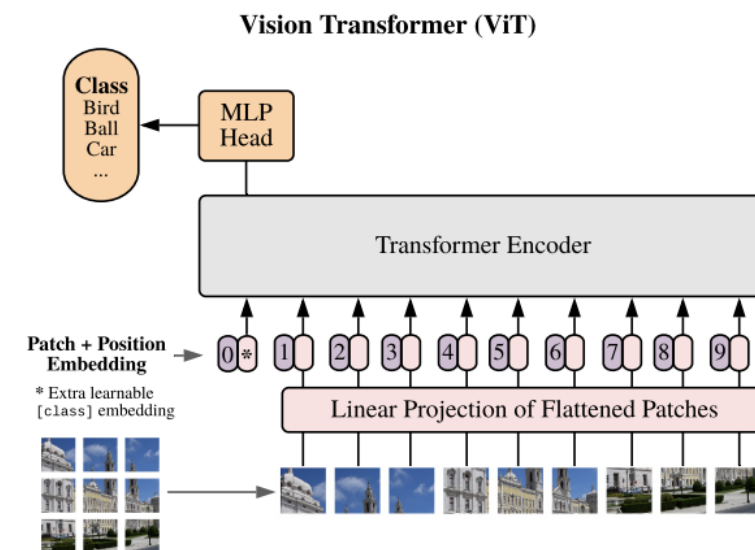 Vision Transformer (ViT)
Class
Bird
Ball
Car
...
MLP
Head
Transformer Encoder
Patch + Position
Embedding
0 * 1 2 3 4 5 6 7 8 9
* Extra learnable
[class] embedding
Linear Projection of Flattened Patches